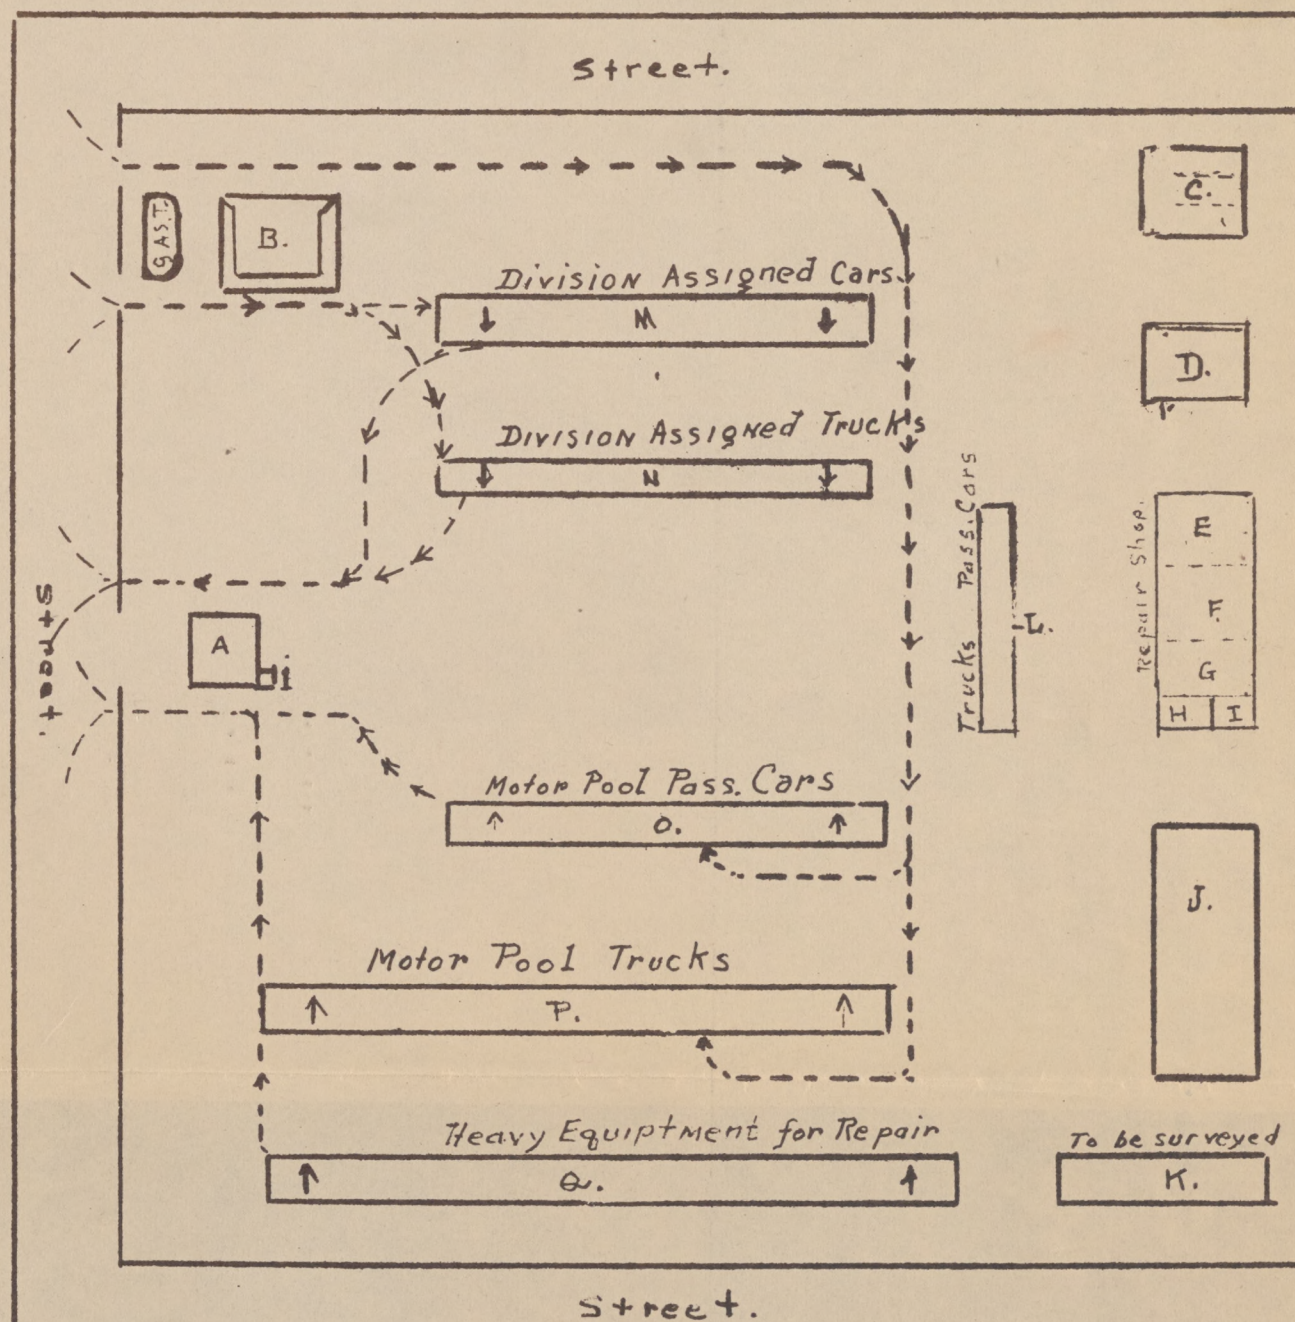 Street.
C.
GAS.T.
B.
Division Assigned Cars
M
D.
Division Assigned Trucks
N
Trucks Pass. Cars
L.
Repair Shop.
E
F.
G
H I
Street.
A
Motor Pool Pass. Cars
O.
J.
Motor Pool Trucks
P.
Heavy Equiptment for Repair
Q.
To be surveyed
K.
Street.